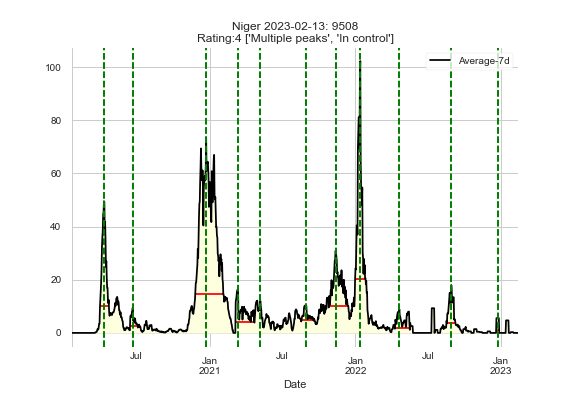 Niger 2023-02-13: 9508
Rating:4 ['Multiple peaks', 'In control']
Average-7d
100
80
60
40
20
0
Jul
Jan
2021
Jul
Jan
2022
Jul
Jan
2023
Date